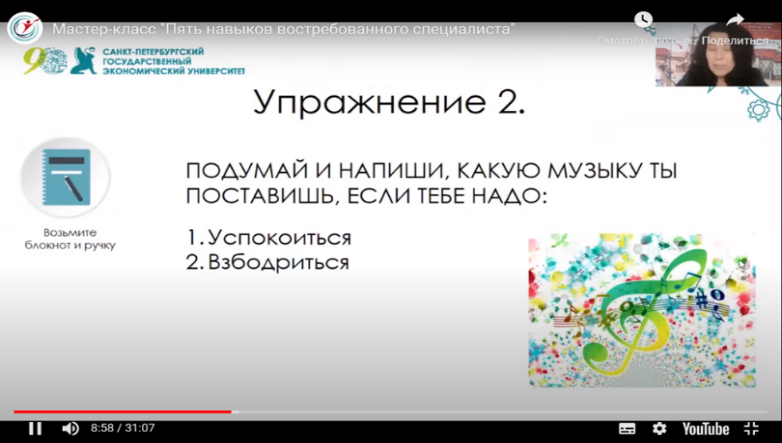 Мастер-класс "Пять навыков востребованного специалиста"
Смотреть позже Поделиться
90 САНКТ-ПЕТЕРБУРГСКИЙ
ГОСУДАРСТВЕННЫЙ
ЭКОНОМИЧЕСКИЙ УНИВЕРСИТЕТ
Упражнение 2.
ПОДУМАЙ И НАПИШИ, КАКУЮ МУЗЫКУ ТЫ
ПОСТАВИШЬ, ЕСЛИ ТЕБЕ НАДО:
Возьмите
блокнот и ручку
1. Успокоиться
2. Взбодриться
8:58 / 31:07
YouTube